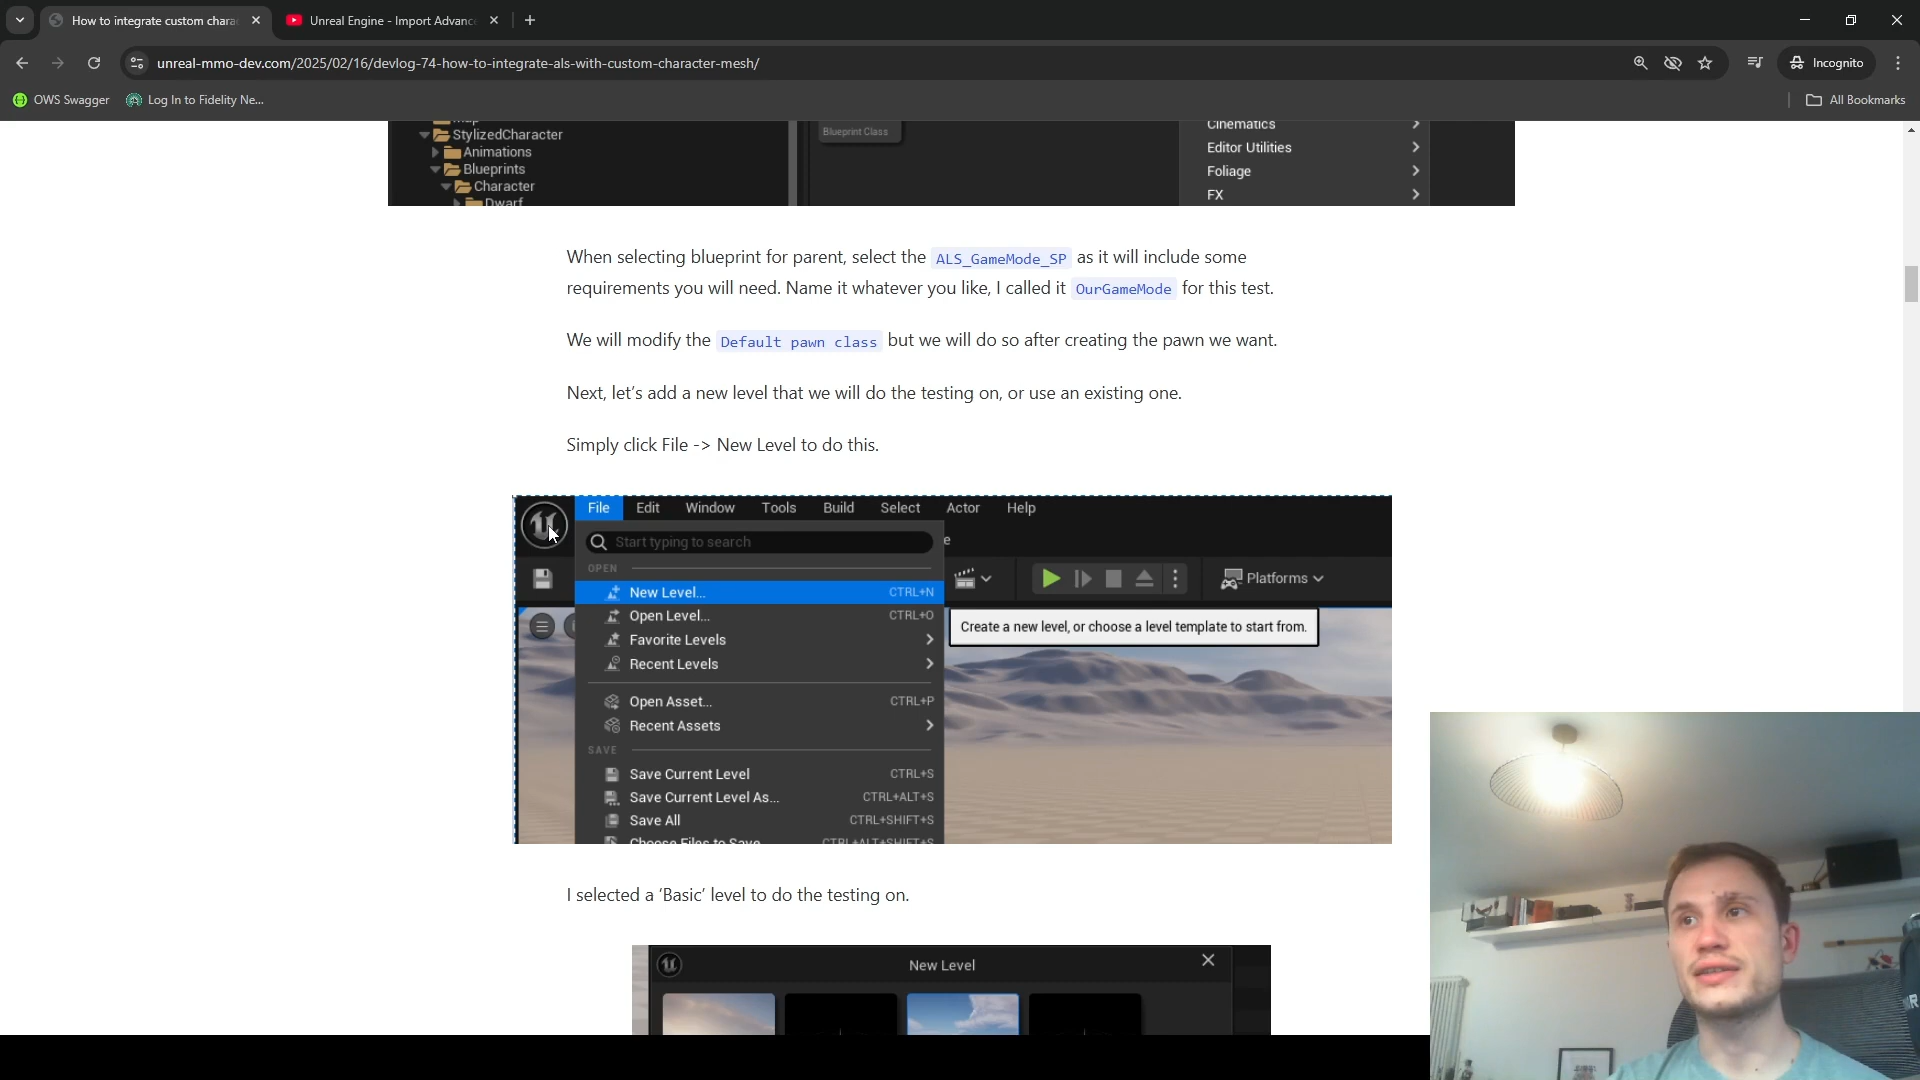 How to integrate custom chara
Unreal Engine - Import Advance
unreal-mmo-dev.com/2025/02/16/devlog-74-how-to-integrate-als-with-custom-character-mesh/
Incognito
OWS Swagger
Log In to Fidelity Ne...
All Bookmarks
Map
StylizedCharacter
Animations
Blueprints
Character
Dwarf
Blueprint Class
Cinematics
Editor Utilities
Foliage
FX
When selecting blueprint for parent, select the ALS_GameMode_SP as it will include some
requirements you will need. Name it whatever you like, I called it OurGameMode for this test.
We will modify the Default pawn class but we will do so after creating the pawn we want.
Next, let’s add a new level that we will do the testing on, or use an existing one.
Simply click File -> New Level to do this.
File Edit Window Tools Build Select Actor Help
Start typing to search
e
OPEN
New Level... CTRL+N
Platforms
Open Level... CTRL+O
Create a new level, or choose a level template to start from.
Favorite Levels
Recent Levels
Open Asset... CTRL+P
Recent Assets
SAVE
Save Current Level CTRL+S
Save Current Level As... CTRL+ALT+S
Save All CTRL+SHIFT+S
Choose Files to Save CTRL+ALT+SHIFT+S
I selected a ‘Basic’ level to do the testing on.
New Level